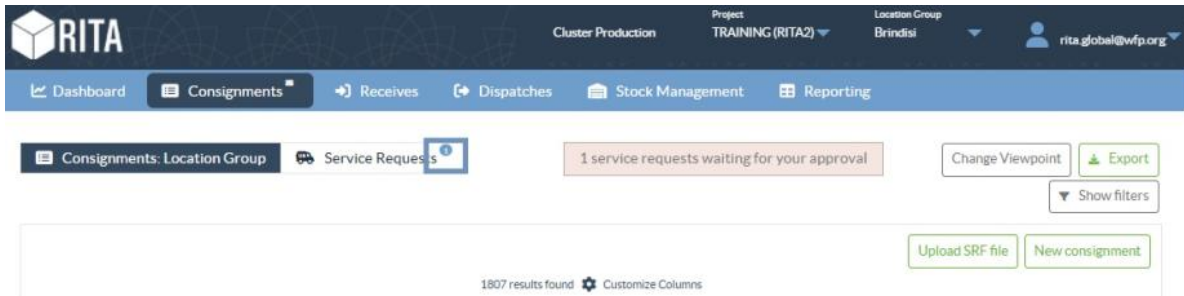 RITA
Cluster Production
Project
TRAINING (RITA2)
Location Group
Brindisi
rita.global@wfp.org
Dashboard
Consignments
Receives
Dispatches
Stock Management
Reporting
Consignments: Location Group
Service Requests
1
1 service requests waiting for your approval
Change Viewpoint
Export
Show filters
Upload SRF file
New consignment
1807 results found
Customize Columns